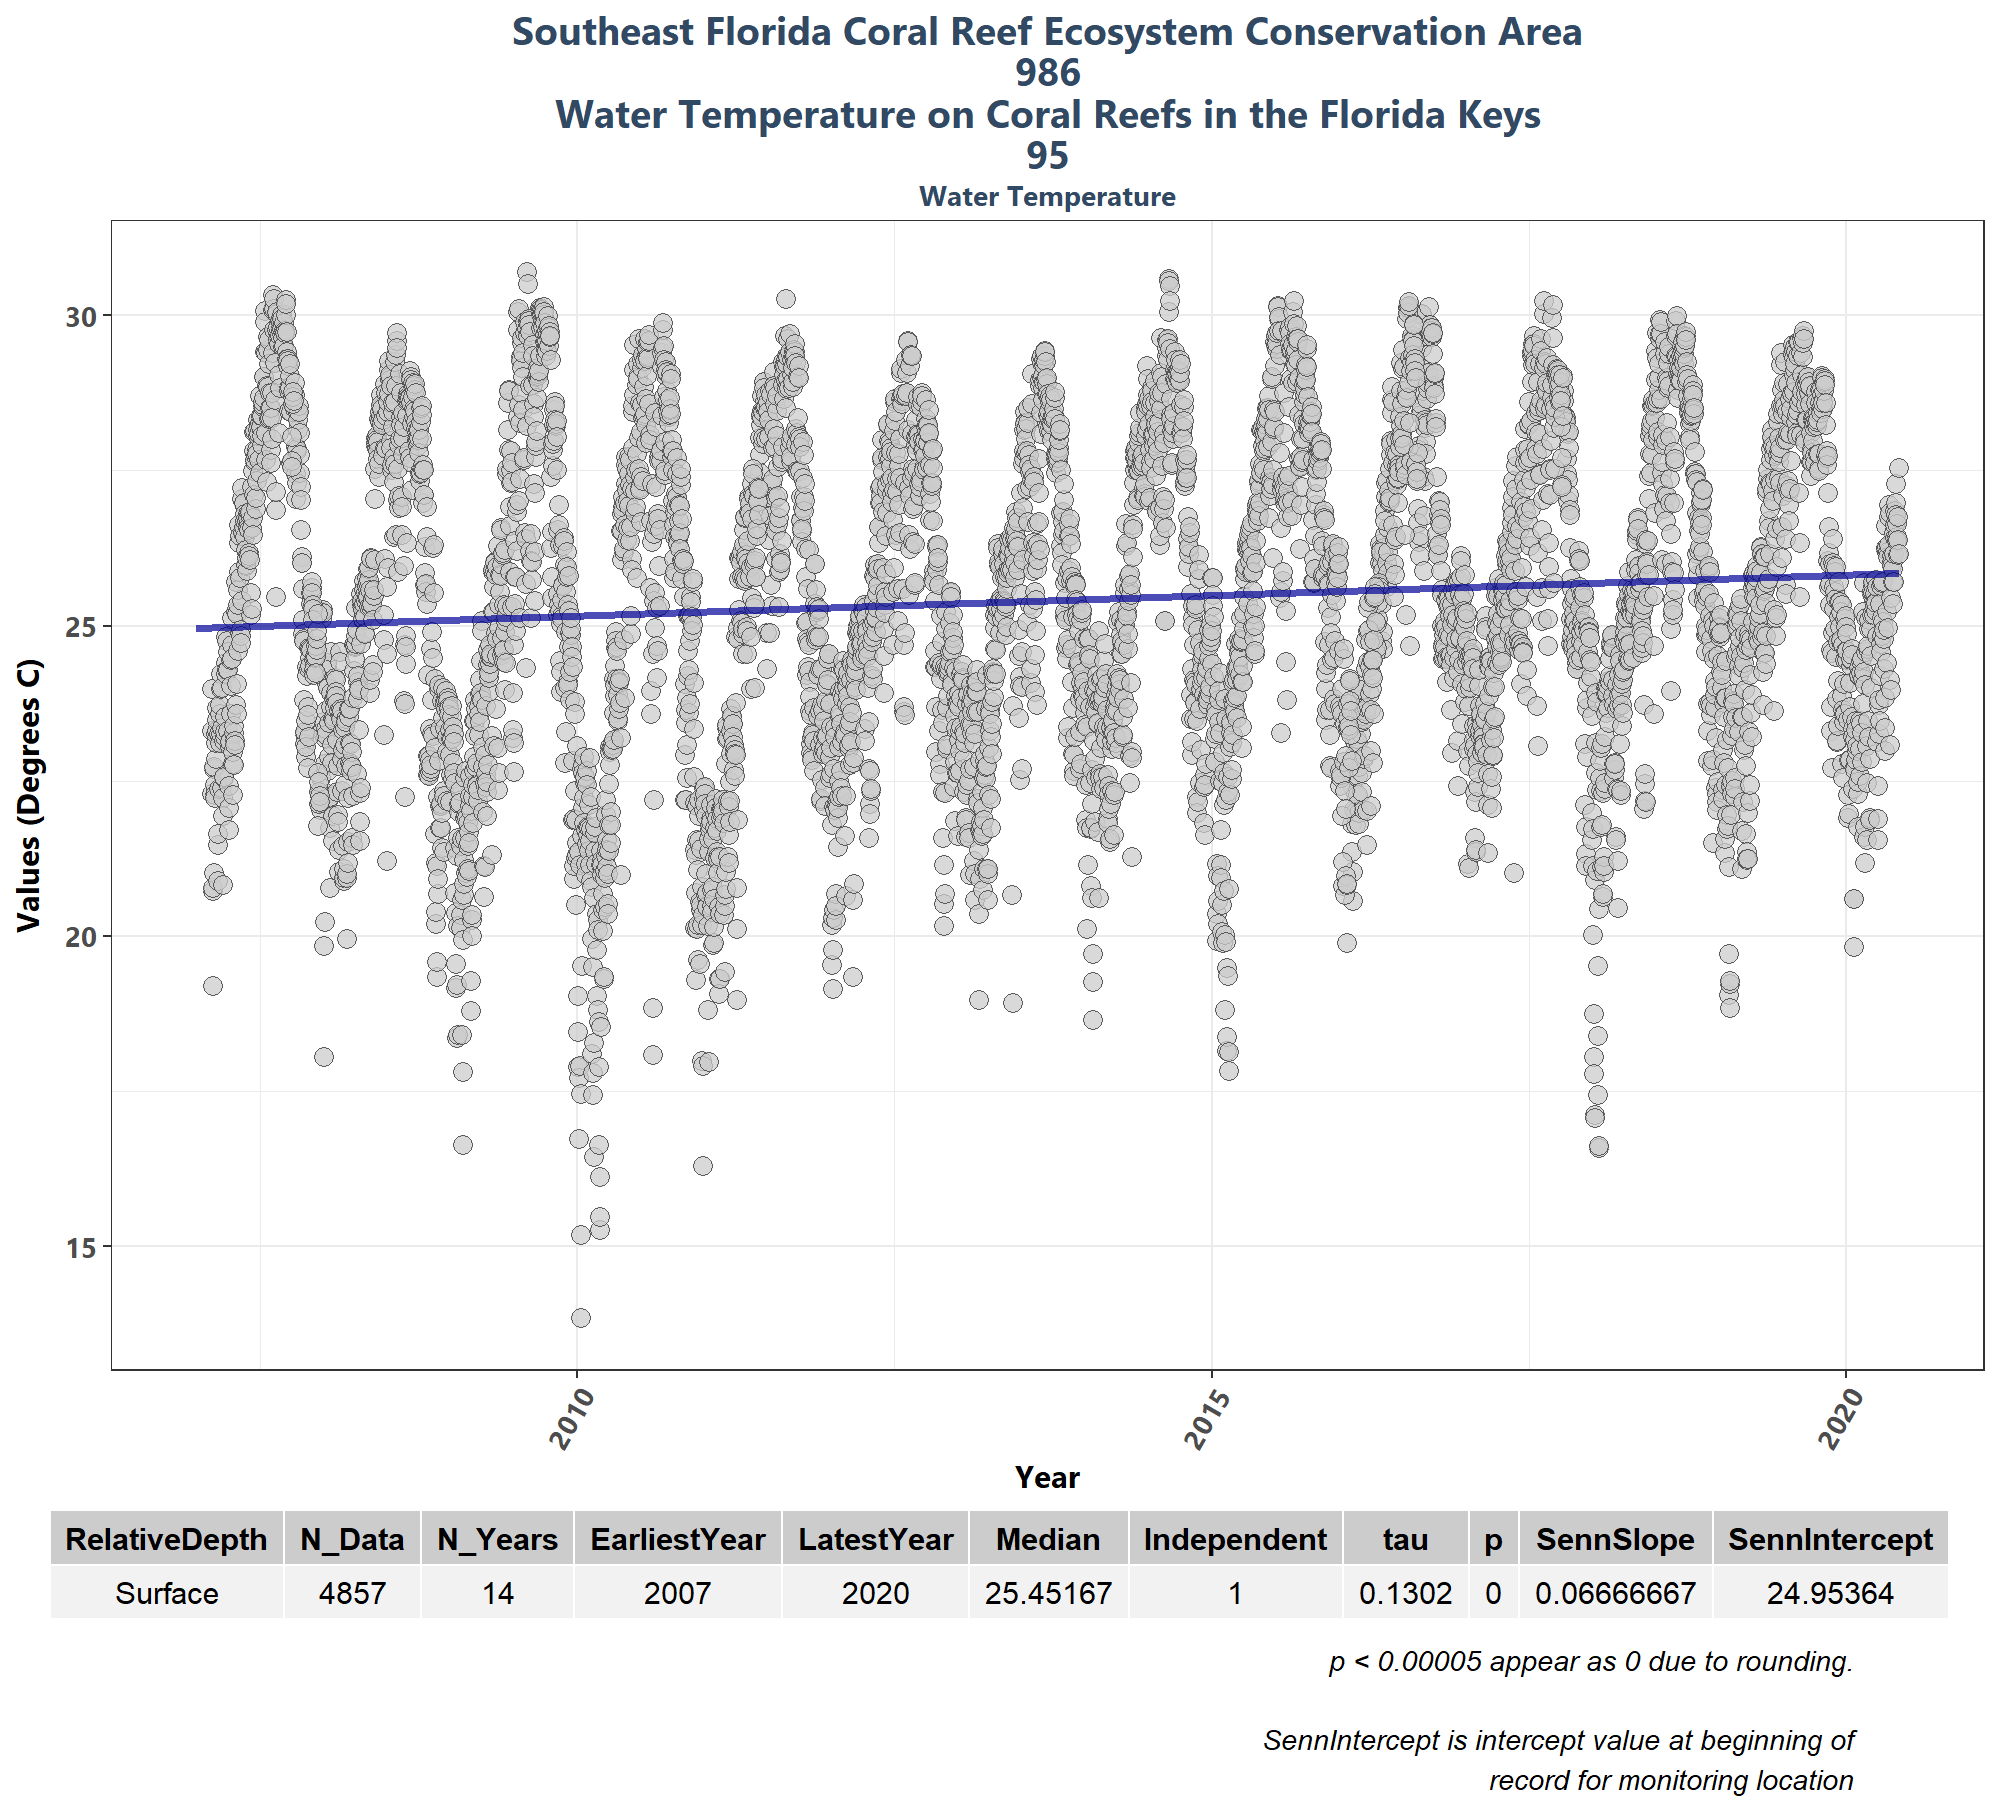 Southeast Florida Coral Reef Ecosystem Conservation Area
986
Water Temperature on Coral Reefs in the Florida Keys
95
Water Temperature
30
25
20
15
Values (Degrees C)
2010
2015
2020
Year
RelativeDepth N_Data N_Years EarliestYear LatestYear Median Independent tau p SennSlope SennIntercept
Surface 4857 14 2007 2020 25.45167 1 0.1302 0 0.06666667 24.95364
p < 0.00005 appear as 0 due to rounding.
SennIntercept is intercept value at beginning of
record for monitoring location